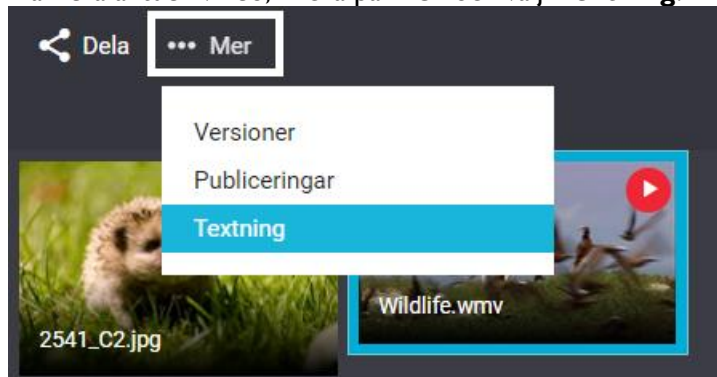 Dela ••• Mer
Versioner
Publiceringar
Textning
Wildlife.wmv
2541_C2.jpg